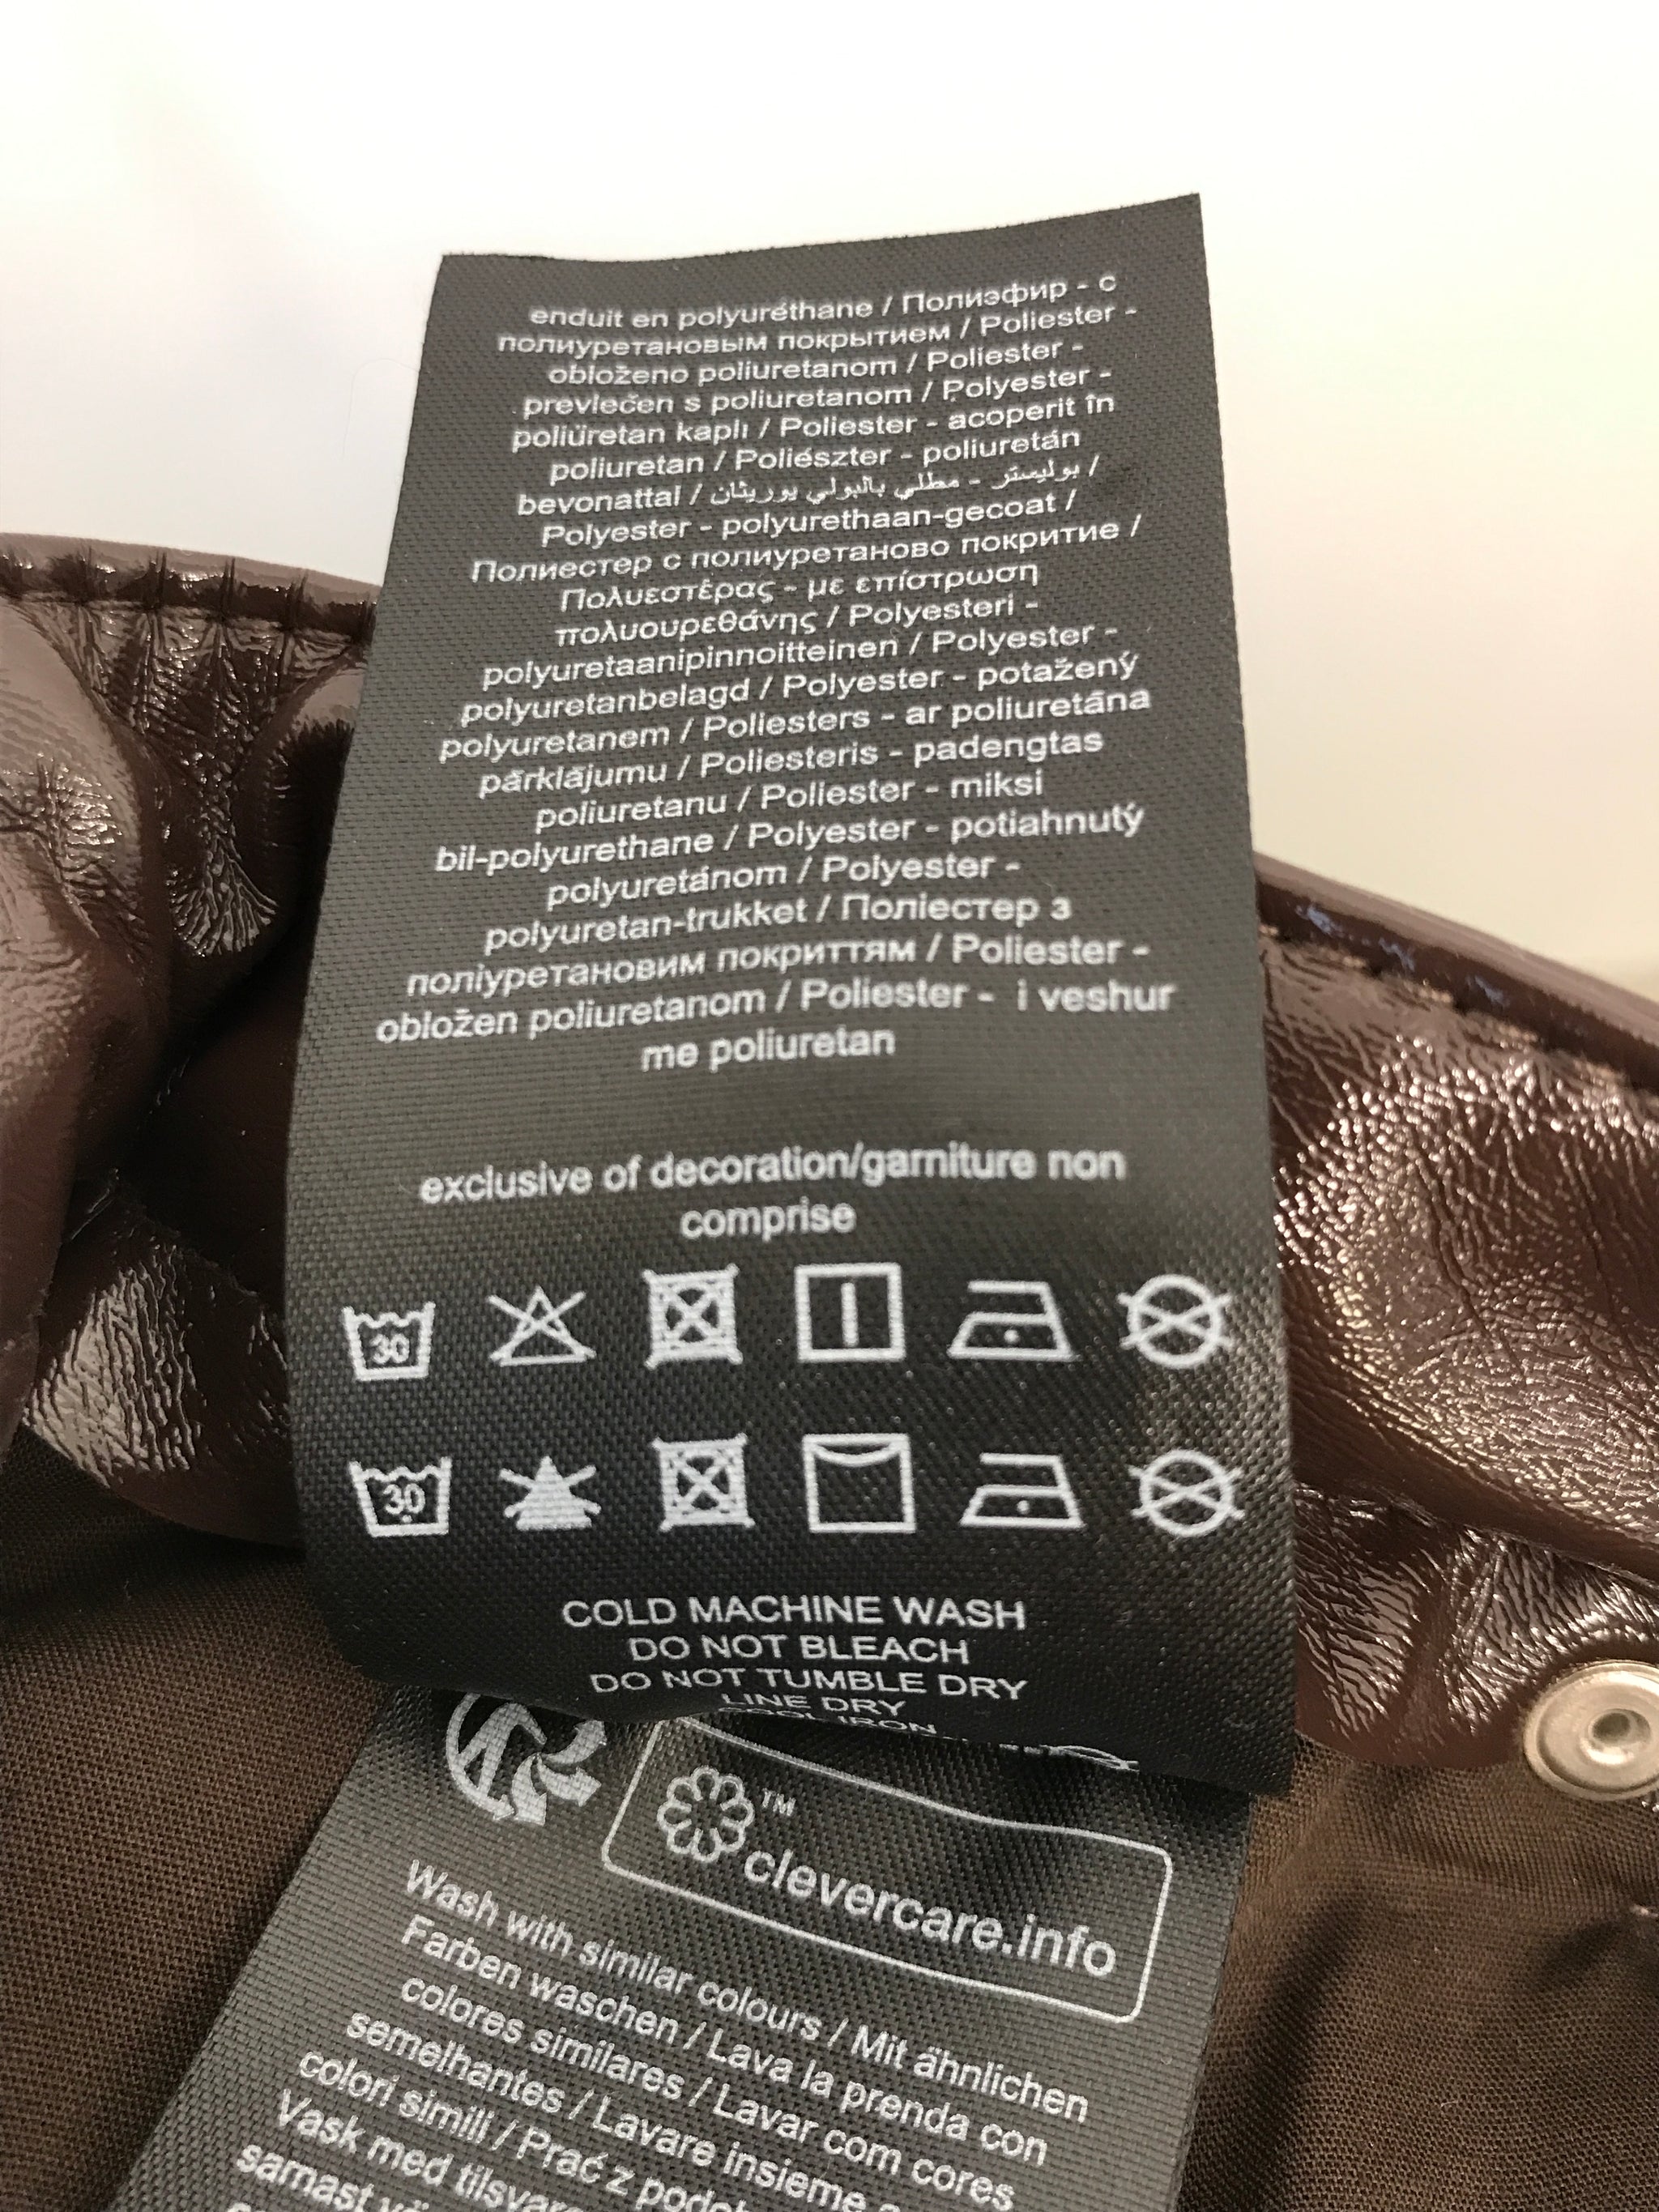 enduit en polyuréthane / Полиэфир - с
полиуретановым покрытием / Poliester -
obloženo poliuretanom / Poliester -
prevlečen s poliuretanom / Polyester -
poliüretan kaplı / Poliester - acoperit în
poliuretan / Poliészter - poliuretán
bevonattal / بوليستر - مطلي بالبولي يوريثان /
Polyester - polyurethaan-gecoat /
Полиестер с полиуретаново покритие /
Πολυεστέρας - με επίστρωση
πολυουρεθάνης / Polyesteri -
polyuretaanipinnoitteinen / Polyester -
polyuretanbelagd / Polyester - potažený
polyuretanem / Poliesters - ar poliuretāna
pārklājumu / Poliesteris - padengtas
poliuretanu / Poliester - miksi
bil-polyurethane / Polyester - potiahnutý
polyuretánom / Polyester -
polyuretan-trukket / Поліестер з
поліуретановим покриттям / Poliester -
obložen poliuretanom / Poliester - i veshur
me poliuretan
exclusive of decoration/garniture non
comprise
30
30
COLD MACHINE WASH
DO NOT BLEACH
DO NOT TUMBLE DRY
LINE DRY
COOL IRON
™
clevercare.info
Wash with similar colours / Mit ähnlichen
Farben waschen / Lava la prenda con
colores similares / Lavar com cores
semelhantes / Lavare insieme
colori simili / Prać z
Vask med